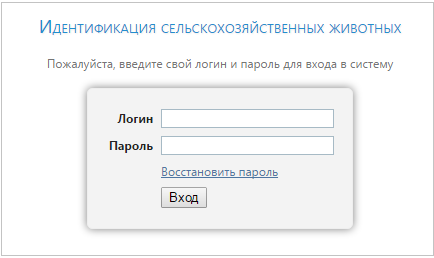 Идентификация сельскохозяйственных животных
Пожалуйста, введите свой логин и пароль для входа в систему
Логин
Пароль
Восстановить пароль
Вход